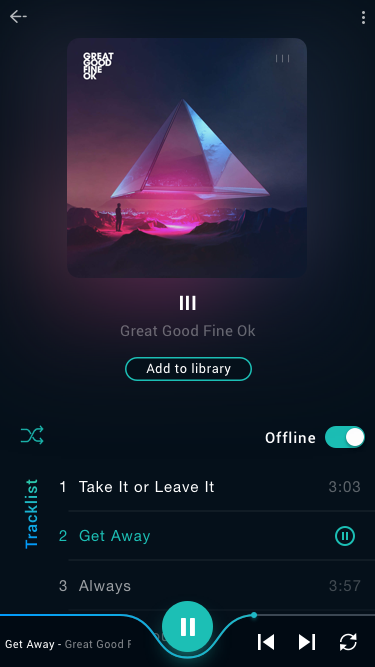 GREAT
GOOD
FINE
OK
III
III
Great Good Fine Ok
Add to library
Offline
Tracklist
1 Take It or Leave It 3:03
2 Get Away
3 Always 3:57
Get Away - Great Good F